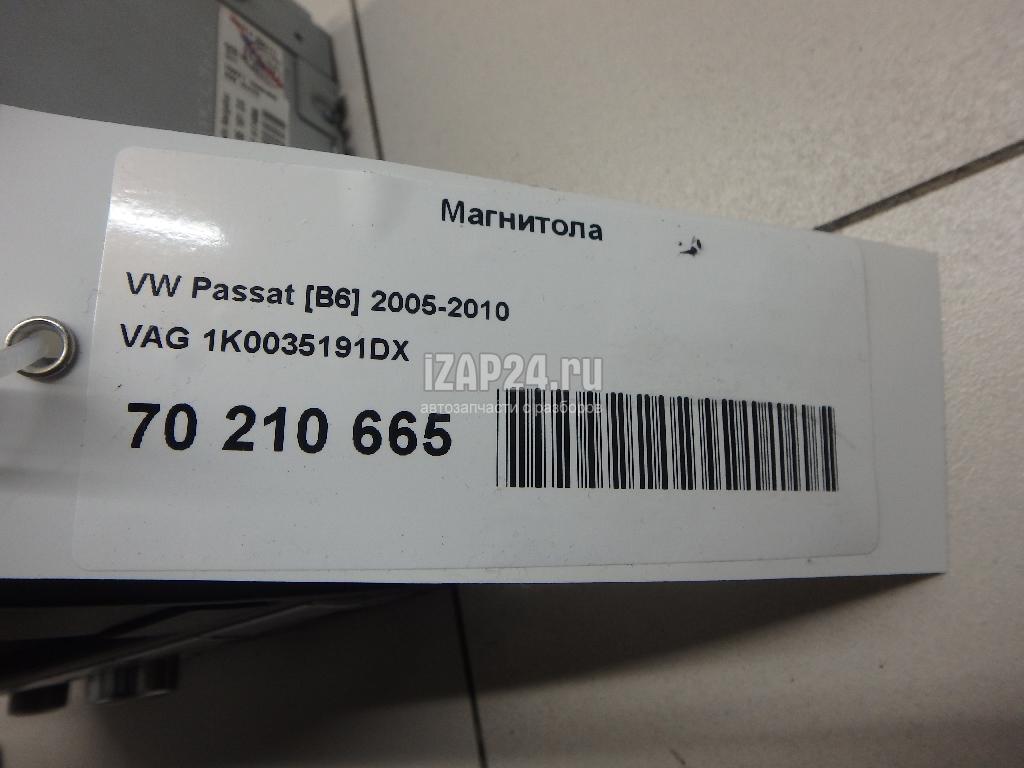 Магнитола
VW Passat [B6] 2005-2010
VAG 1K0035191DX
iZAP24.ru
автозапчасти с разборов
70 210 665